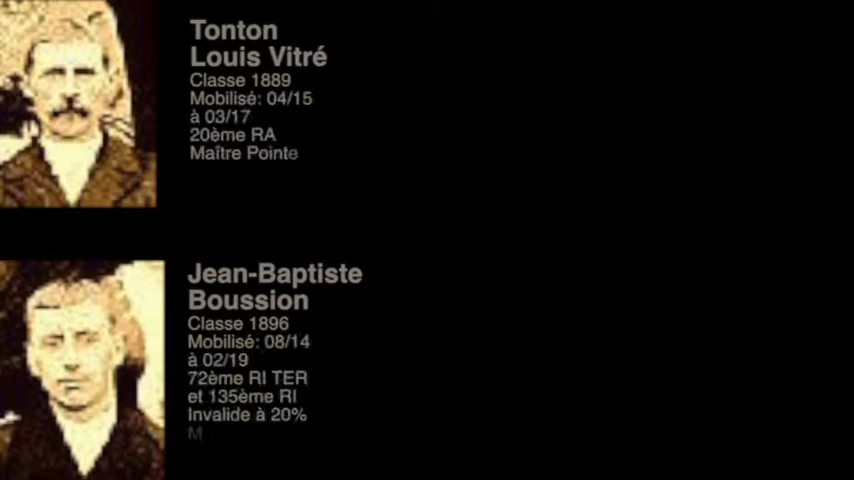 Tonton
Louis Vitré
Classe 1889
Mobilisé: 04/15
à 03/17
20ème RA
Maître Pointe
Jean-Baptiste
Boussion
Classe 1896
Mobilisé: 08/14
à 02/19
72ème RI TER
et 135ème RI
Invalide à 20%
M